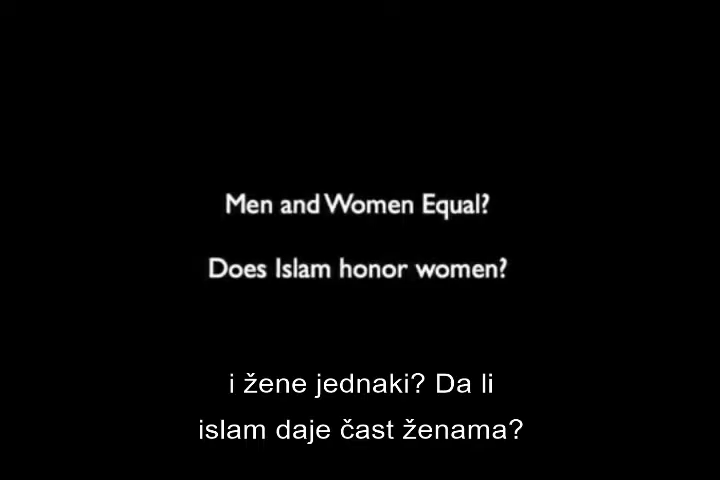 Men and Women Equal?
Does Islam honor women?
i žene jednaki? Da li
islam daje čast ženama?